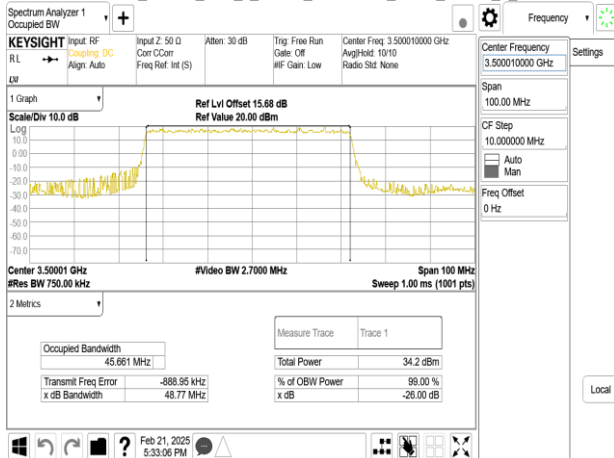 Spectrum Analyzer 1
Occupied BW
+
Frequency
KEYSIGHT
RL
LXI
Input: RF
Coupling: DC
Align: Auto
Input Z: 50 Ω
Corr CCorr
Freq Ref: Int (S)
Atten: 30 dB
Trig: Free Run
Gate: Off
#IF Gain: Low
Center Freq: 3.500010000 GHz
Avg|Hold: 10/10
Radio Std: None
Center Frequency
3.500010000 GHz
Settings
Span
100.00 MHz
CF Step
10.000000 MHz
Auto
Man
Freq Offset
0 Hz
Local
1 Graph
Scale/Div 10.0 dB
Ref Lvl Offset 15.68 dB
Ref Value 20.00 dBm
Log
10.0
0.00
-10.0
-20.0
-30.0
-40.0
-50.0
-60.0
-70.0
Center 3.50001 GHz
#Res BW 750.00 kHz
#Video BW 2.7000 MHz
Span 100 MHz
Sweep 1.00 ms (1001 pts)
2 Metrics
Measure Trace Trace 1
Occupied Bandwidth
45.661 MHz
Total Power 34.2 dBm
Transmit Freq Error -888.95 kHz
% of OBW Power 99.00 %
x dB Bandwidth 48.77 MHz
x dB -26.00 dB
?
Feb 21, 2025
5:33:06 PM